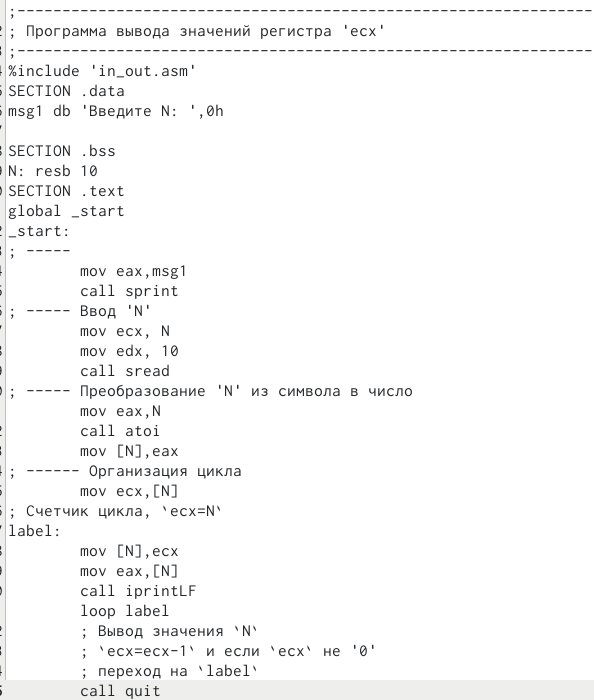 ;----------------------------------------------------------------
; Программа вывода значений регистра 'ecx'
;----------------------------------------------------------------
%include 'in_out.asm'
SECTION .data
msg1 db 'Введите N: ',0h
SECTION .bss
N: resb 10
SECTION .text
global _start
_start:
; -----
mov eax,msg1
call sprint
; ----- Ввод 'N'
mov ecx, N
mov edx, 10
call sread
; ----- Преобразование 'N' из символа в число
mov eax,N
call atoi
mov [N],eax
; ------ Организация цикла
mov ecx,[N]
; Счетчик цикла, `ecx=N`
label:
mov [N],ecx
mov eax,[N]
call iprintLF
loop label
; Вывод значения `N`
; `ecx=ecx-1` и если `ecx` не '0'
; переход на `label`
call quit